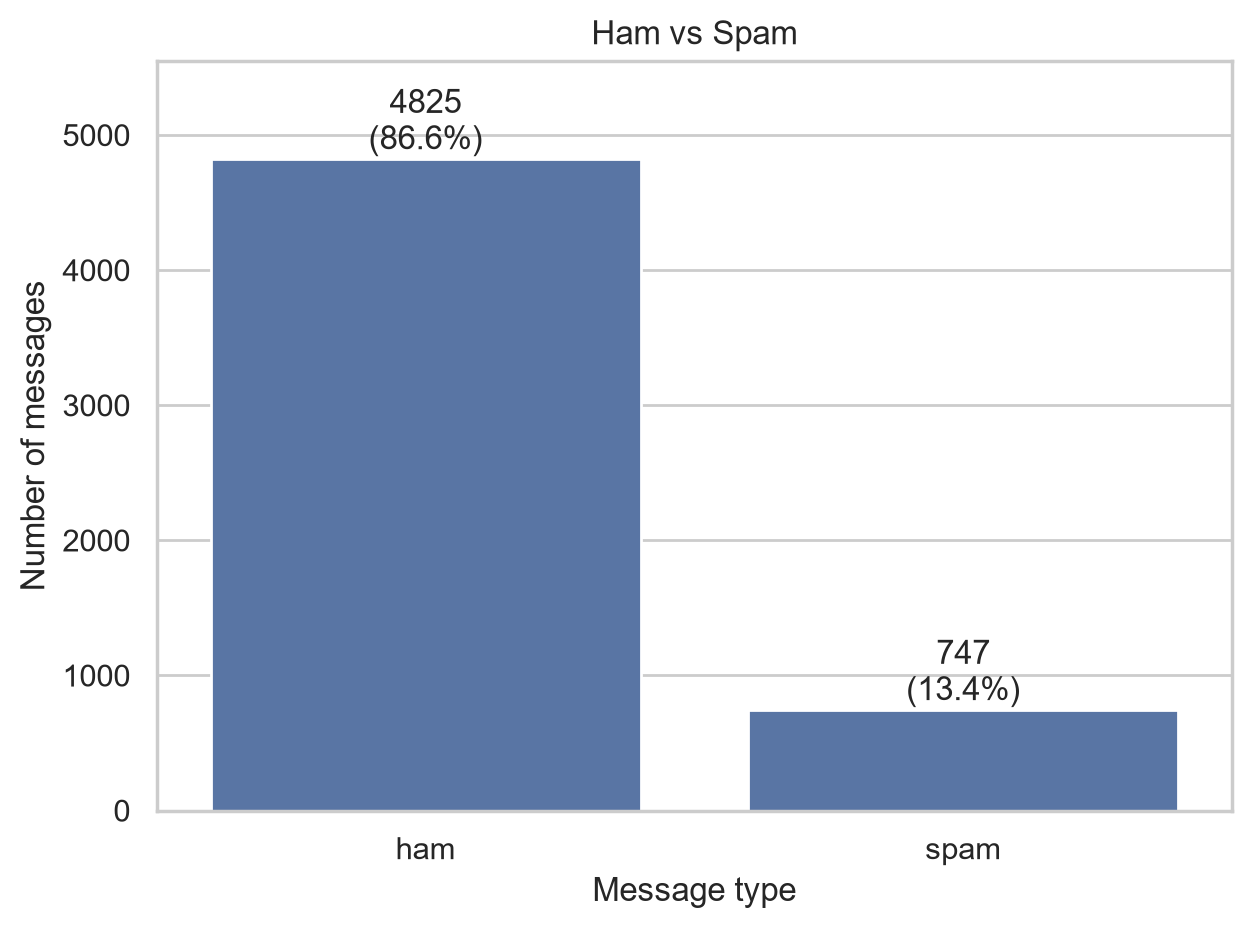 Ham vs Spam
4825
(86.6%)
747
(13.4%)
5000
4000
3000
2000
1000
0
Number of messages
ham
spam
Message type